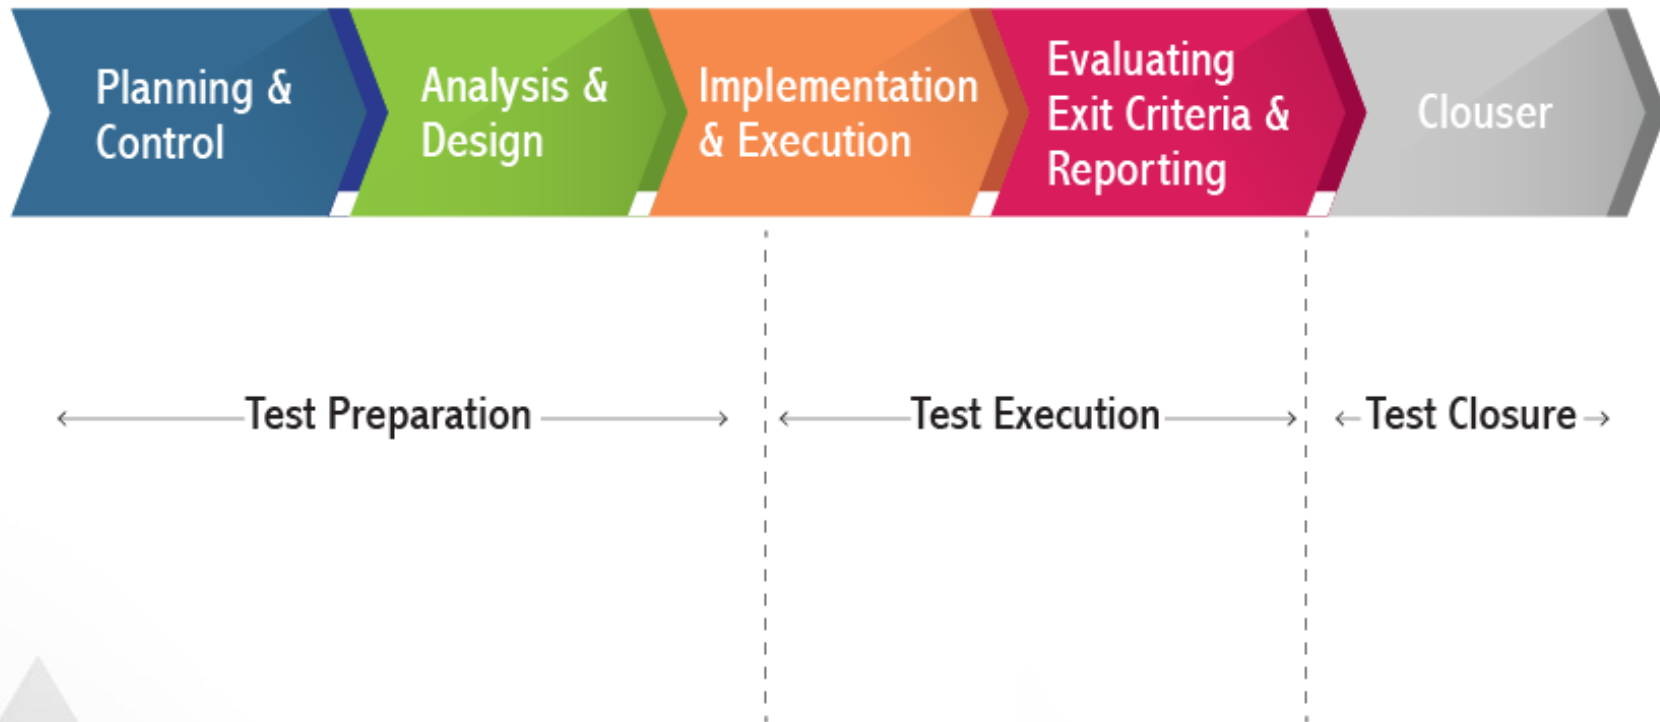 Planning &
Control
Analysis &
Design
Implementation
& Execution
Evaluating
Exit Criteria &
Reporting
Clouser
Test Preparation
Test Execution
Test Closure